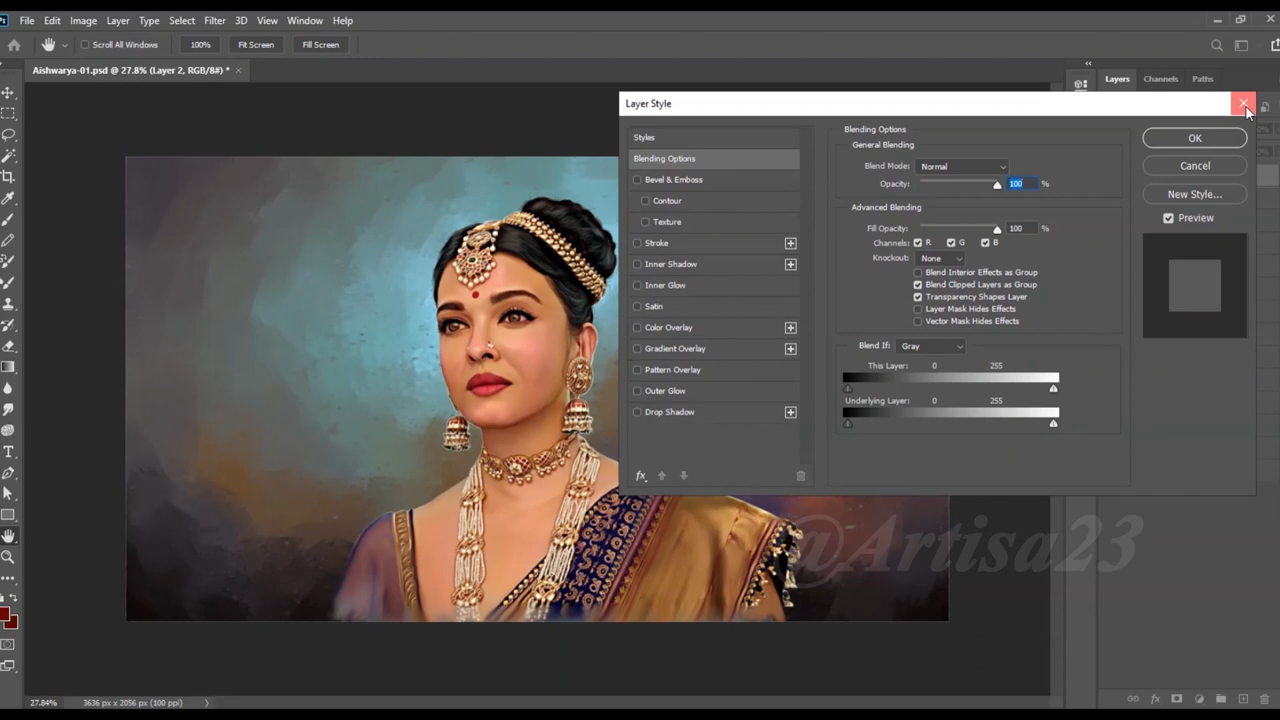 Ps File Edit Image Layer Type Select Filter 3D View Window Help
Scroll All Windows 100% Fit Screen Fill Screen
Aishwarya-01.psd @ 27.8% (Layer 2, RGB/8#) * ×
Layers Channels Paths
Layer Style
Styles
Blending Options
Bevel & Emboss
Contour
Texture
Stroke
Inner Shadow
Inner Glow
Satin
Color Overlay
Gradient Overlay
Pattern Overlay
Outer Glow
Drop Shadow
fx
Blending Options
General Blending
Blend Mode: Normal
Opacity: 100 %
Advanced Blending
Fill Opacity: 100 %
Channels: R G B
Knockout: None
Blend Interior Effects as Group
Blend Clipped Layers as Group
Transparency Shapes Layer
Layer Mask Hides Effects
Vector Mask Hides Effects
Blend If: Gray
This Layer: 0 255
Underlying Layer: 0 255
OK
Cancel
New Style...
Preview
@Artisa23
27.84% 3636 px x 2056 px (100 ppi)
fx